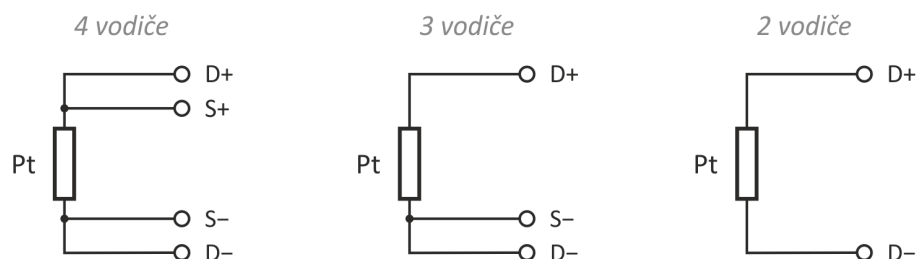 4 vodiče
3 vodiče
2 vodiče
D+
S+
Pt
S−
D−
D+
Pt
S−
D−
D+
Pt
D−